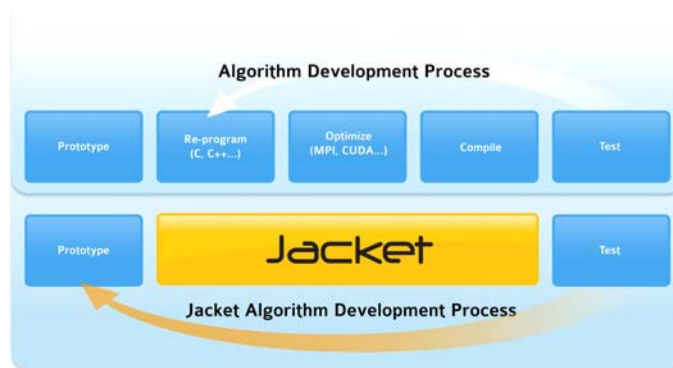 Algorithm Development Process
Prototype
Re-program
(C, C++...)
Optimize
(MPI, CUDA...)
Compile
Test
Prototype
Jacket
Test
Jacket Algorithm Development Process